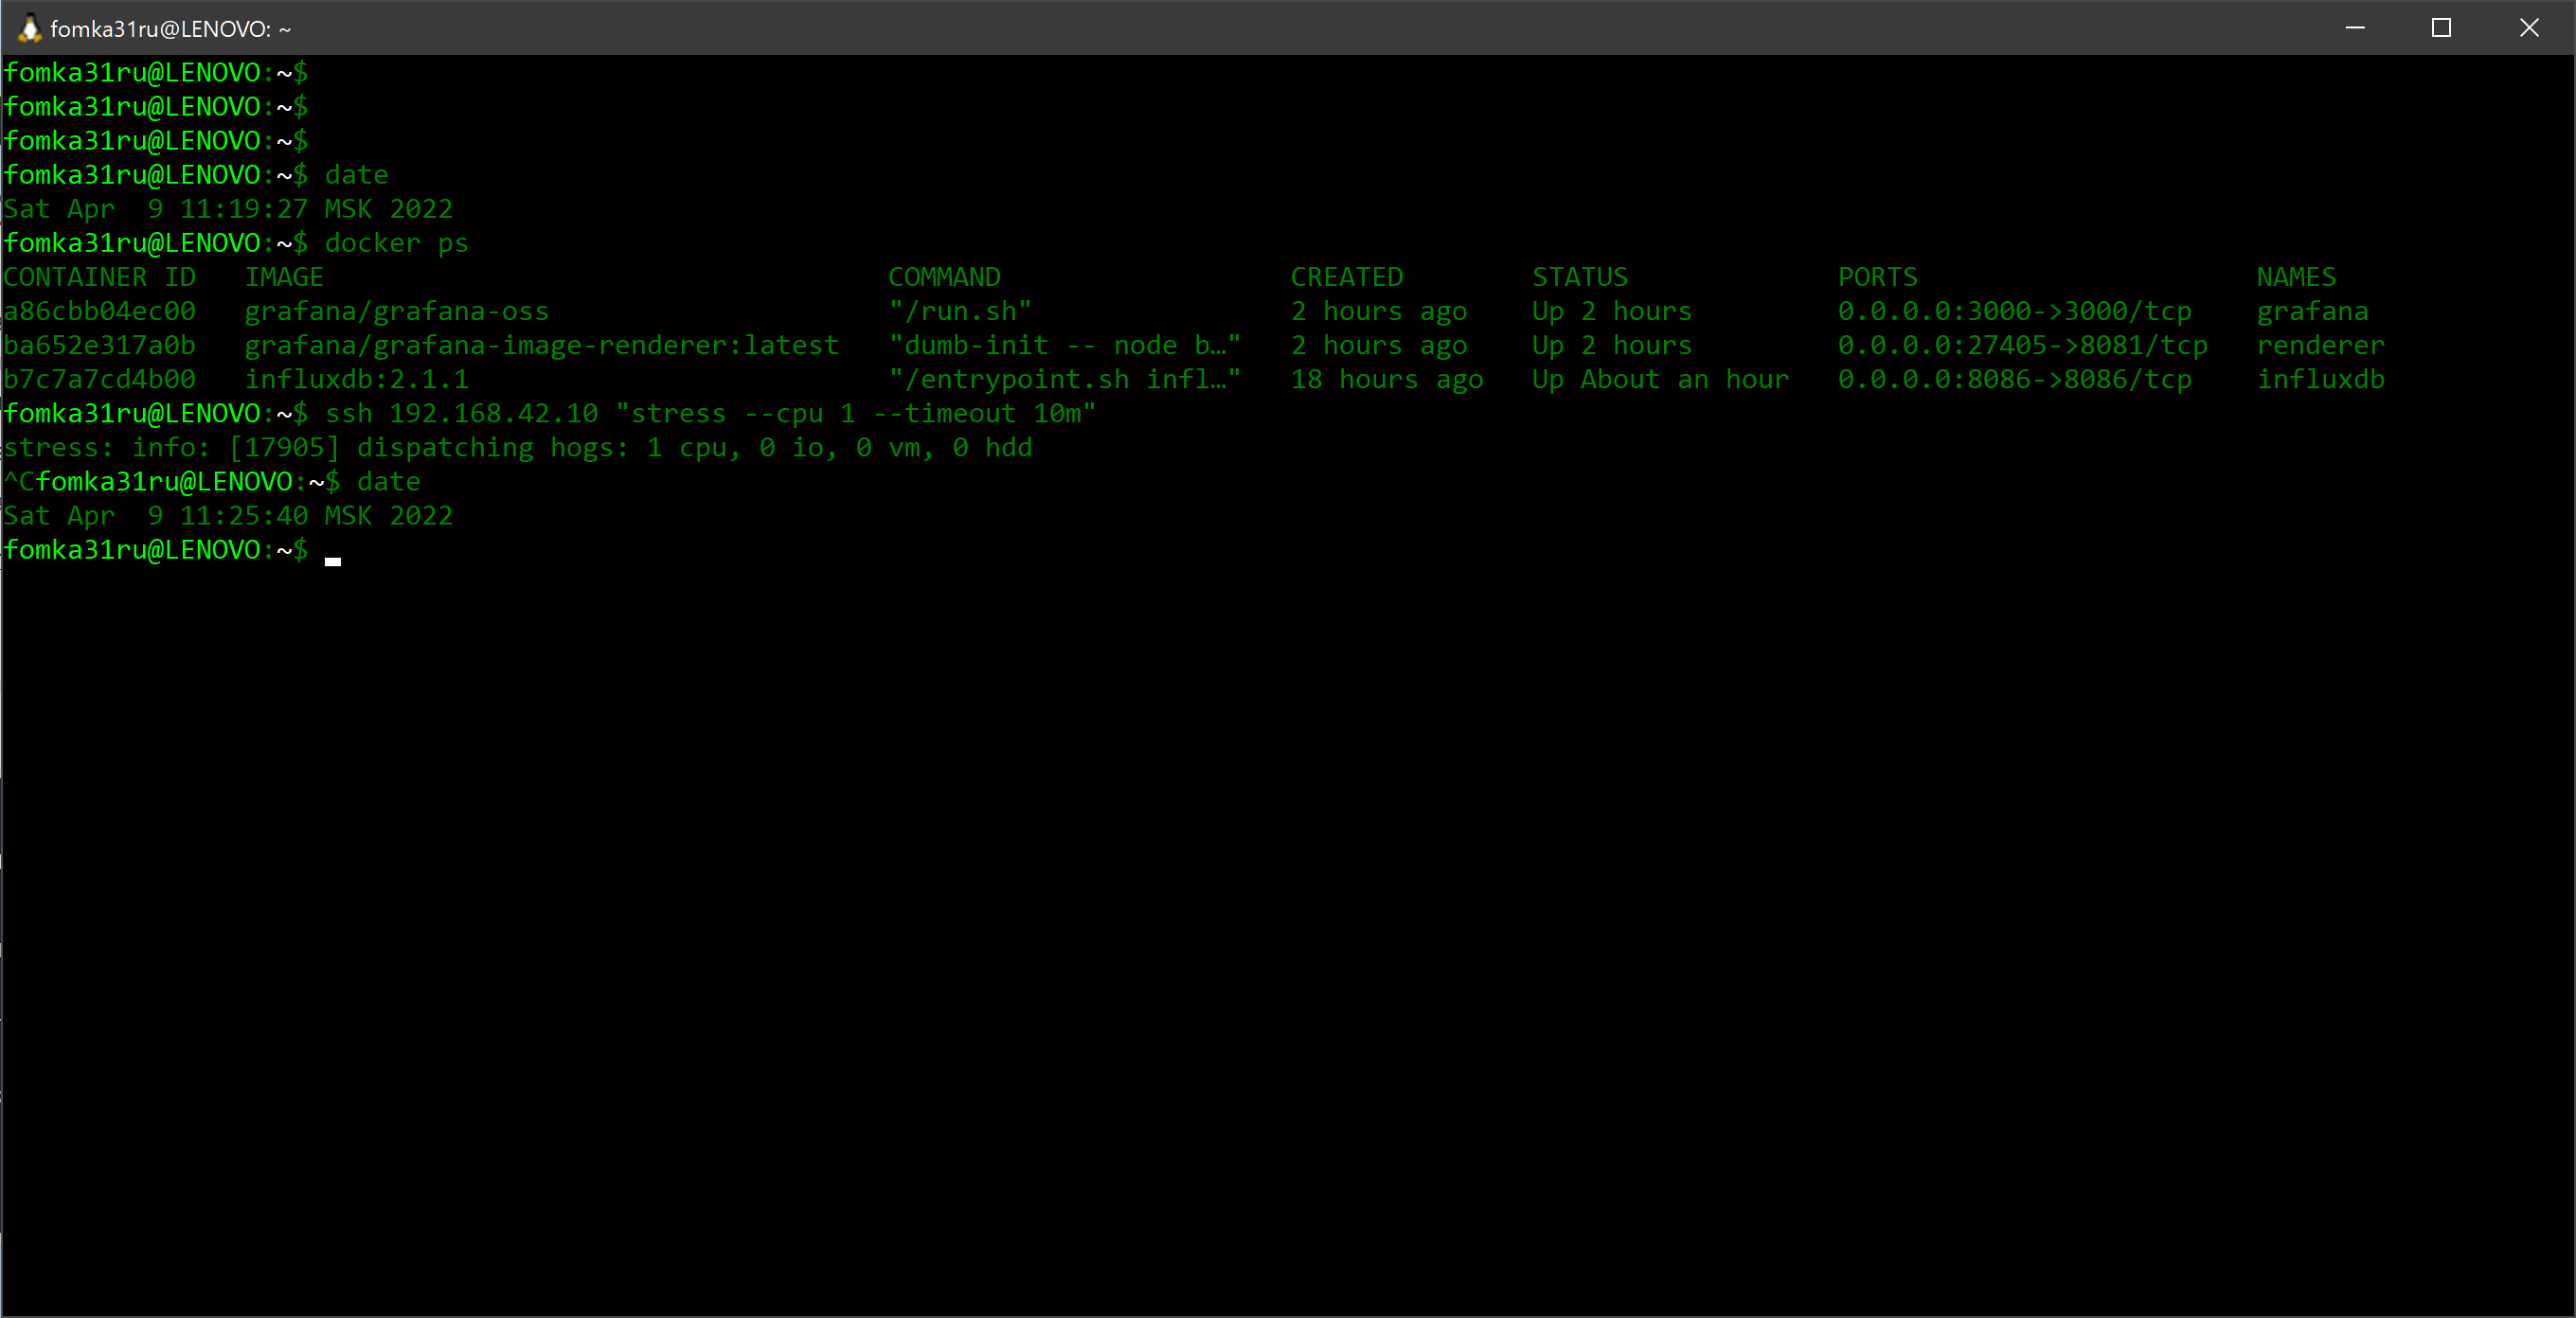 fomka31ru@LENOVO: ~
fomka31ru@LENOVO:~$
fomka31ru@LENOVO:~$
fomka31ru@LENOVO:~$
fomka31ru@LENOVO:~$ date
Sat Apr  9 11:19:27 MSK 2022
fomka31ru@LENOVO:~$ docker ps
CONTAINER ID   IMAGE                                   COMMAND                  CREATED        STATUS             PORTS                     NAMES
a86cbb04ec00   grafana/grafana-oss                     "/run.sh"                2 hours ago    Up 2 hours         0.0.0.0:3000->3000/tcp    grafana
ba652e317a0b   grafana/grafana-image-renderer:latest   "dumb-init -- node b…"   2 hours ago    Up 2 hours         0.0.0.0:27405->8081/tcp   renderer
b7c7a7cd4b00   influxdb:2.1.1                          "/entrypoint.sh infl…"   18 hours ago   Up About an hour   0.0.0.0:8086->8086/tcp    influxdb
fomka31ru@LENOVO:~$ ssh 192.168.42.10 "stress --cpu 1 --timeout 10m"
stress: info: [17905] dispatching hogs: 1 cpu, 0 io, 0 vm, 0 hdd
^Cfomka31ru@LENOVO:~$ date
Sat Apr  9 11:25:40 MSK 2022
fomka31ru@LENOVO:~$